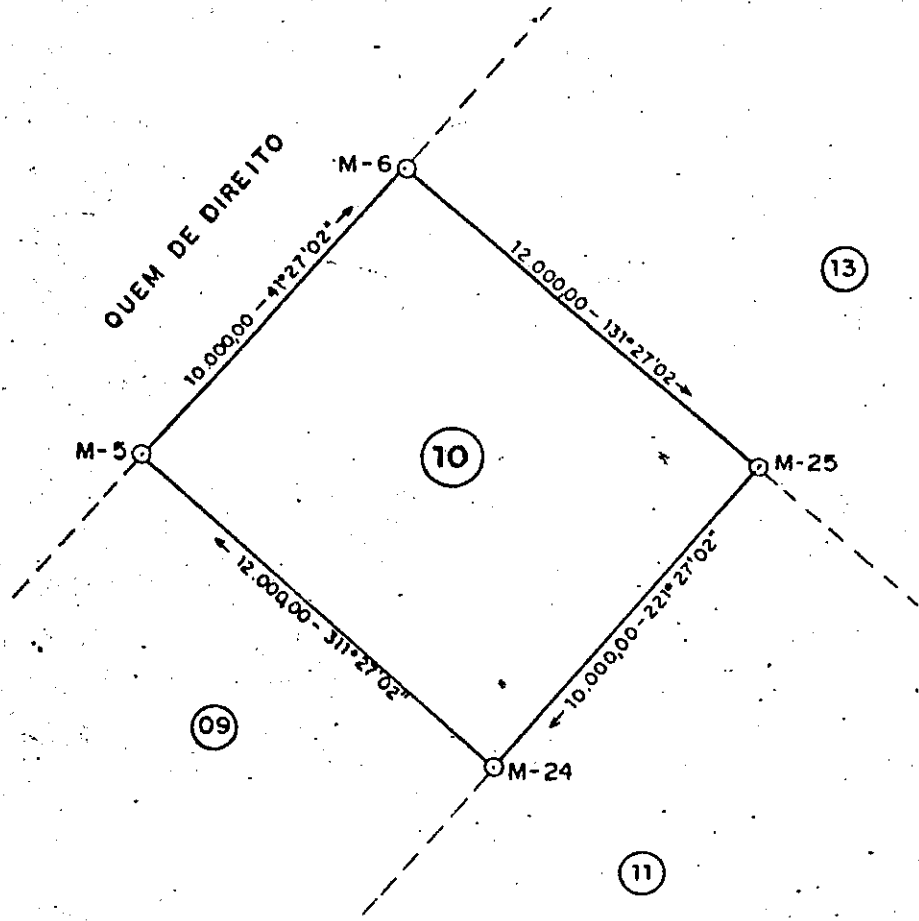 M-6
QUEM DE DIREITO
10.000,00 - 41°27'02"
12.000,00 - 131°27'02
13
M-5
10
M-25
12.000,00 - 311°27'02"
10.000,00 - 221°27'02"
09
M-24
11